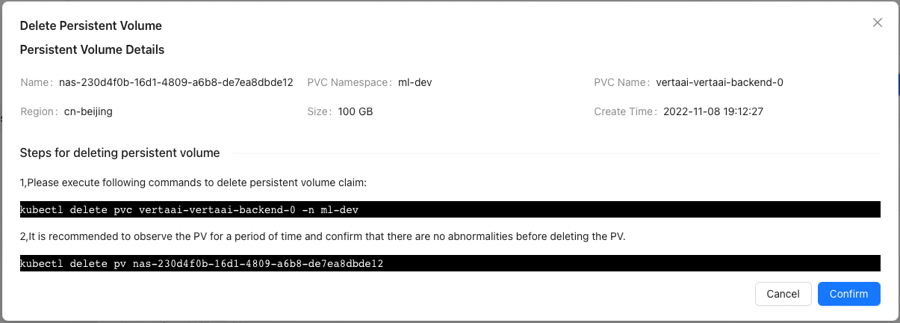 Delete Persistent Volume
Persistent Volume Details
Name: nas-230d4f0b-16d1-4809-a6b8-de7ea8dbde12 PVC Namespace: ml-dev PVC Name: vertaai-vertaai-backend-0
Region: cn-beijing Size: 100 GB Create Time: 2022-11-08 19:12:27
Steps for deleting persistent volume
1,Please execute following commands to delete persistent volume claim:
kubectl delete pvc vertaai-vertaai-backend-0 -n ml-dev
2,It is recommended to observe the PV for a period of time and confirm that there are no abnormalities before deleting the PV.
kubectl delete pv nas-230d4f0b-16d1-4809-a6b8-de7ea8dbde12
Cancel Confirm